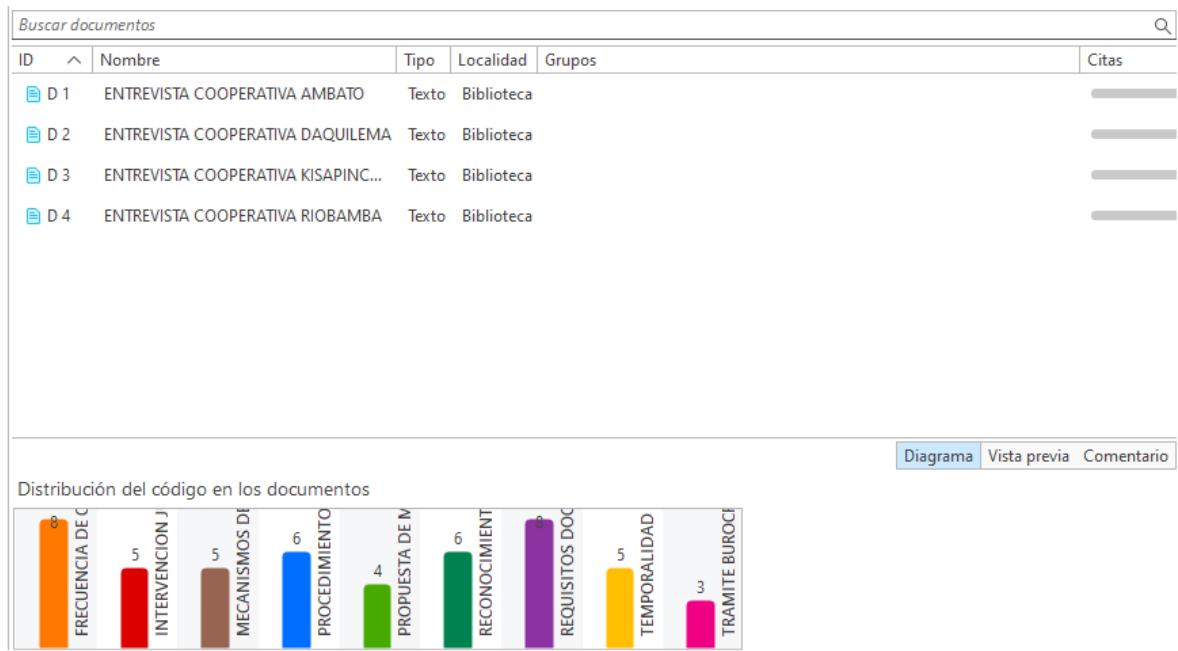 Buscar documentos
ID Nombre Tipo Localidad Grupos Citas
D 1 ENTREVISTA COOPERATIVA AMBATO Texto Biblioteca
D 2 ENTREVISTA COOPERATIVA DAQUILEMA Texto Biblioteca
D 3 ENTREVISTA COOPERATIVA KISAPINC... Texto Biblioteca
D 4 ENTREVISTA COOPERATIVA RIOBAMBA Texto Biblioteca
Diagrama Vista previa Comentario
Distribución del código en los documentos
8 FRECUENCIA DE
5 INTERVENCION J
5 MECANISMOS DE
6 PROCEDIMIENTO
4 PROPUESTA DE M
6 RECONOCIMIENT
8 REQUISITOS DOC
5 TEMPORALIDAD
3 TRAMITE BUROCR